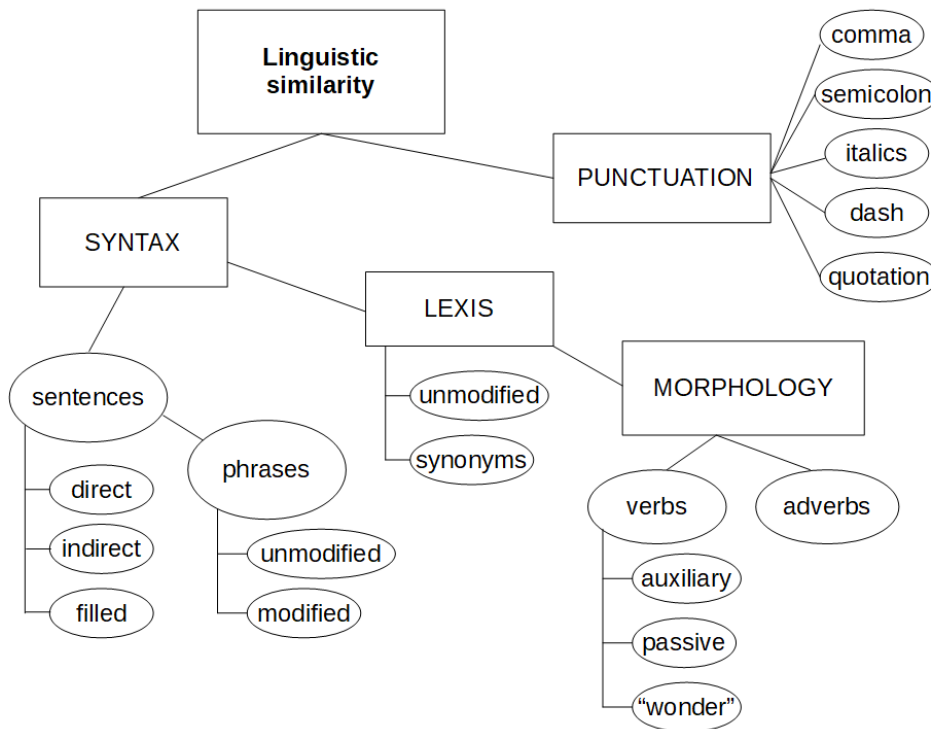 Linguistic
similarity
comma
semicolon
italics
dash
quotation
PUNCTUATION
SYNTAX
LEXIS
unmodified
synonyms
MORPHOLOGY
sentences
direct
indirect
filled
phrases
unmodified
modified
verbs
adverbs
auxiliary
passive
“wonder”